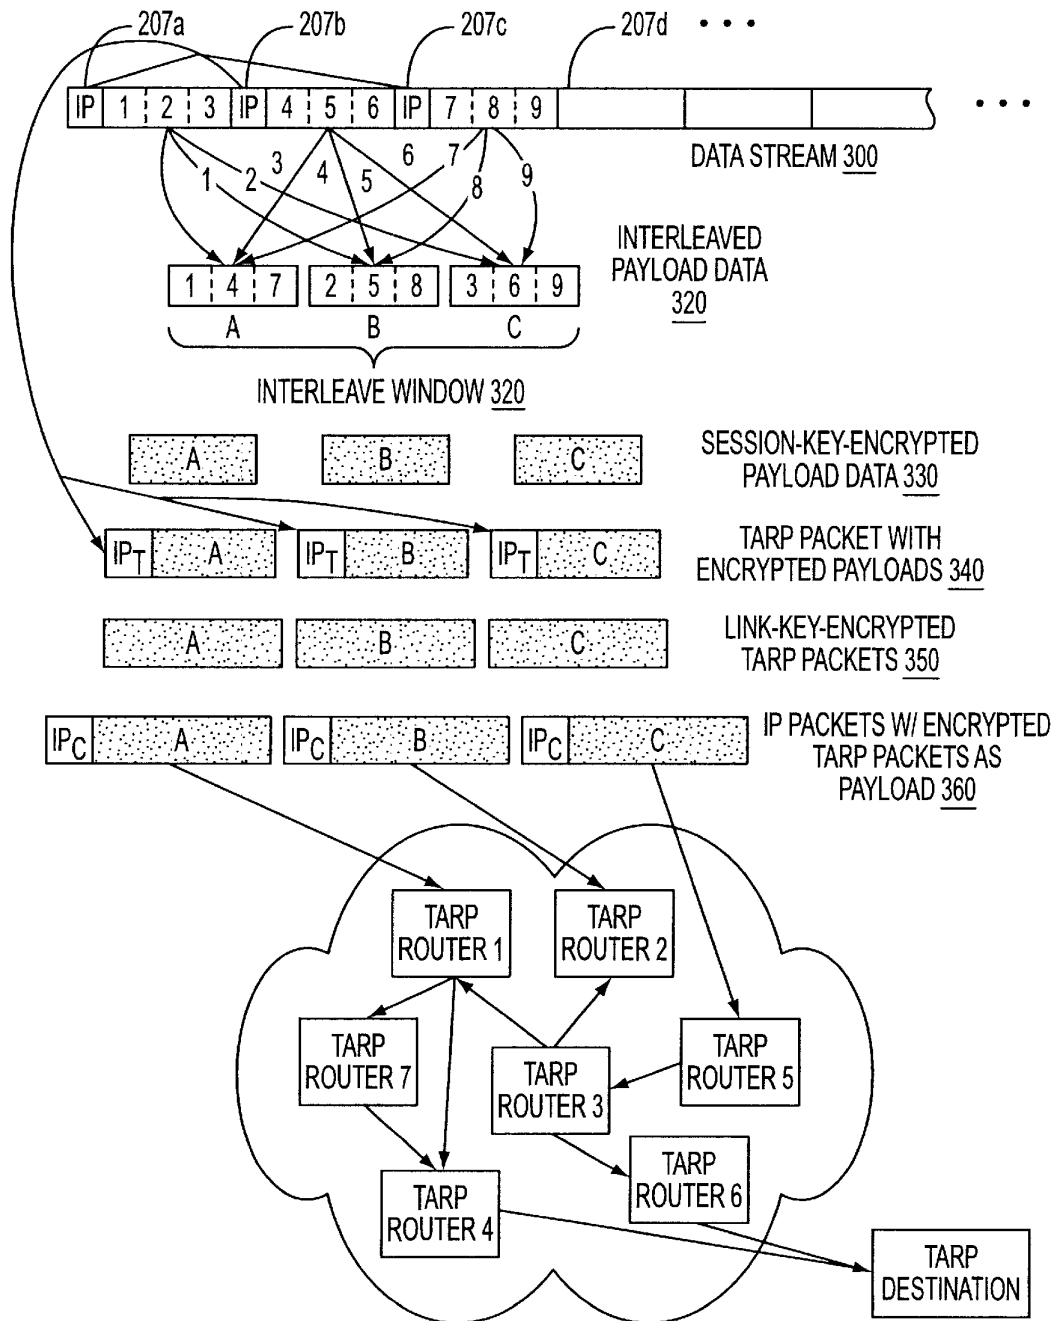 207a 207b 207c 207d • • •
IP 1 2 3 IP 4 5 6 IP 7 8 9 • • •
DATA STREAM 300
1 2 3 4 5 6 7 8 9
INTERLEAVED
PAYLOAD DATA
320
1 4 7 2 5 8 3 6 9
A B C
INTERLEAVE WINDOW 320
A B C
SESSION-KEY-ENCRYPTED
PAYLOAD DATA 330
IPT A IPT B IPT C
TARP PACKET WITH
ENCRYPTED PAYLOADS 340
A B C
LINK-KEY-ENCRYPTED
TARP PACKETS 350
IPC A IPC B IPC C
IP PACKETS W/ ENCRYPTED
TARP PACKETS AS
PAYLOAD 360
TARP
ROUTER 1
TARP
ROUTER 2
TARP
ROUTER 7
TARP
ROUTER 3
TARP
ROUTER 5
TARP
ROUTER 4
TARP
ROUTER 6
TARP
DESTINATION